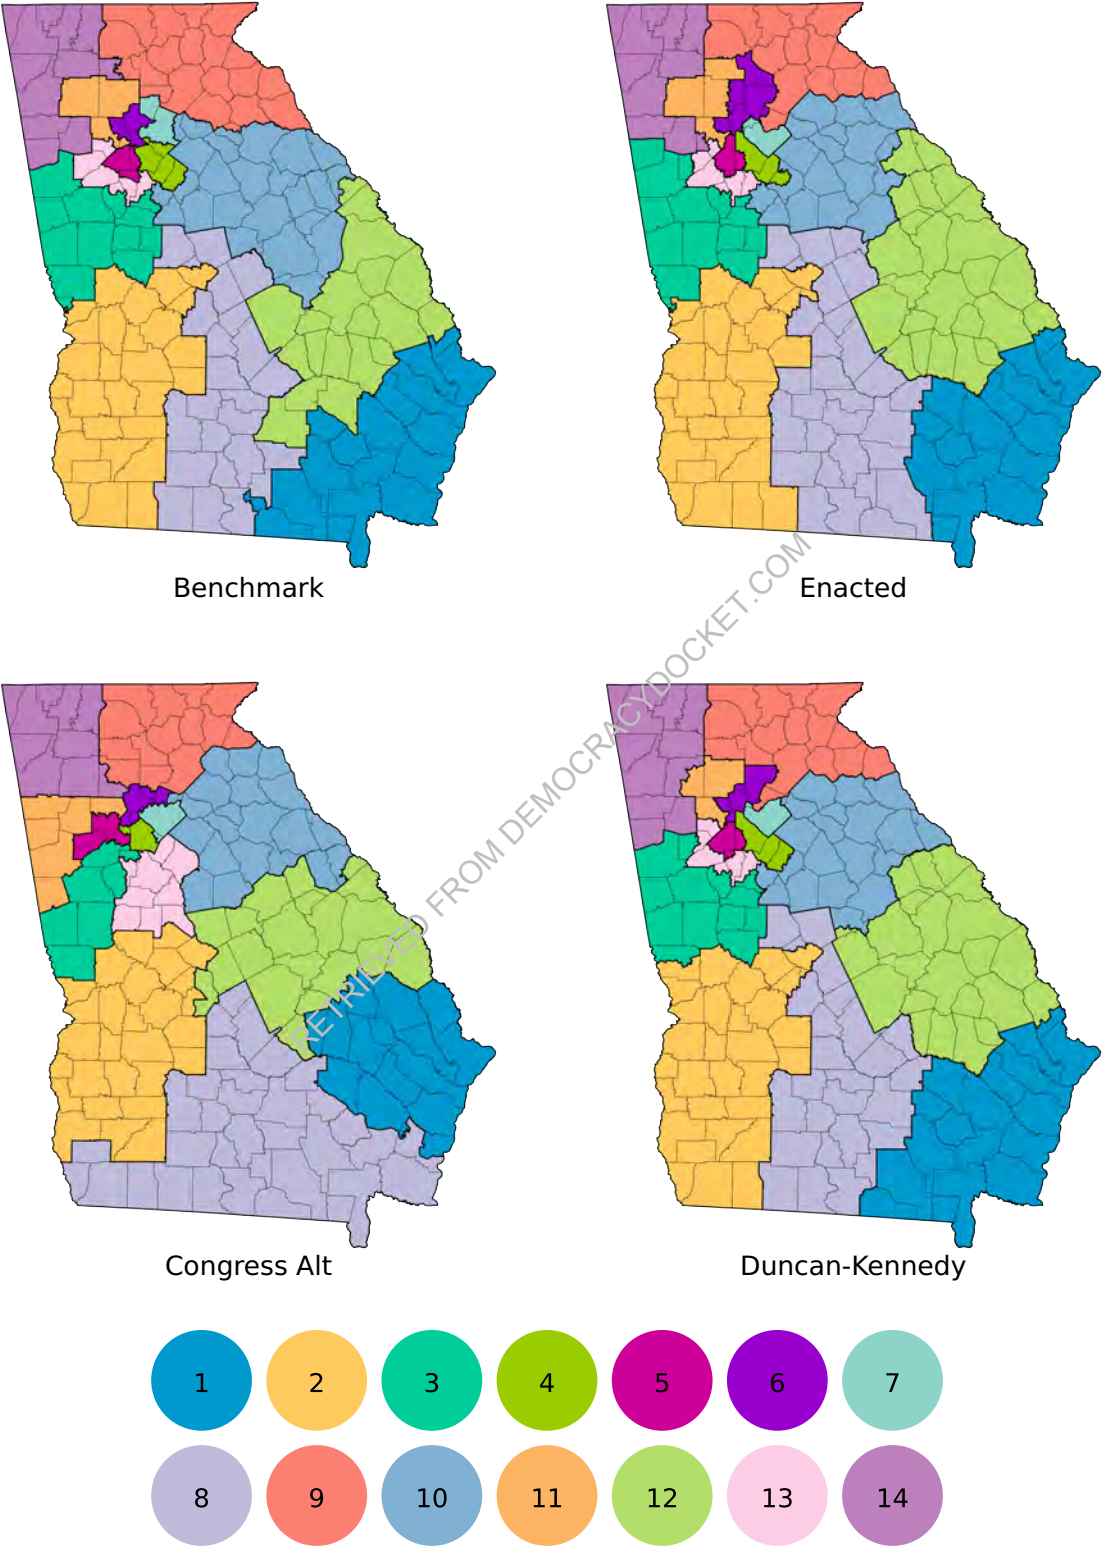 Benchmark
Enacted
RETRIEVED FROM DEMOCRACYDOCKET.COM
Congress Alt
Duncan-Kennedy
1 2 3 4 5 6 7
8 9 10 11 12 13 14